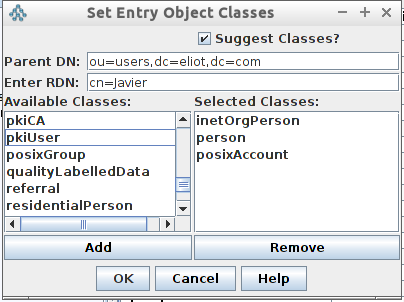 Set Entry Object Classes
Suggest Classes?
Parent DN: ou=users,dc=eliot,dc=com
Enter RDN: cn=Javier
Available Classes:
pkiCA
pkiUser
posixGroup
qualityLabelledData
referral
residentialPerson
Selected Classes:
inetOrgPerson
person
posixAccount
Add
Remove
OK
Cancel
Help